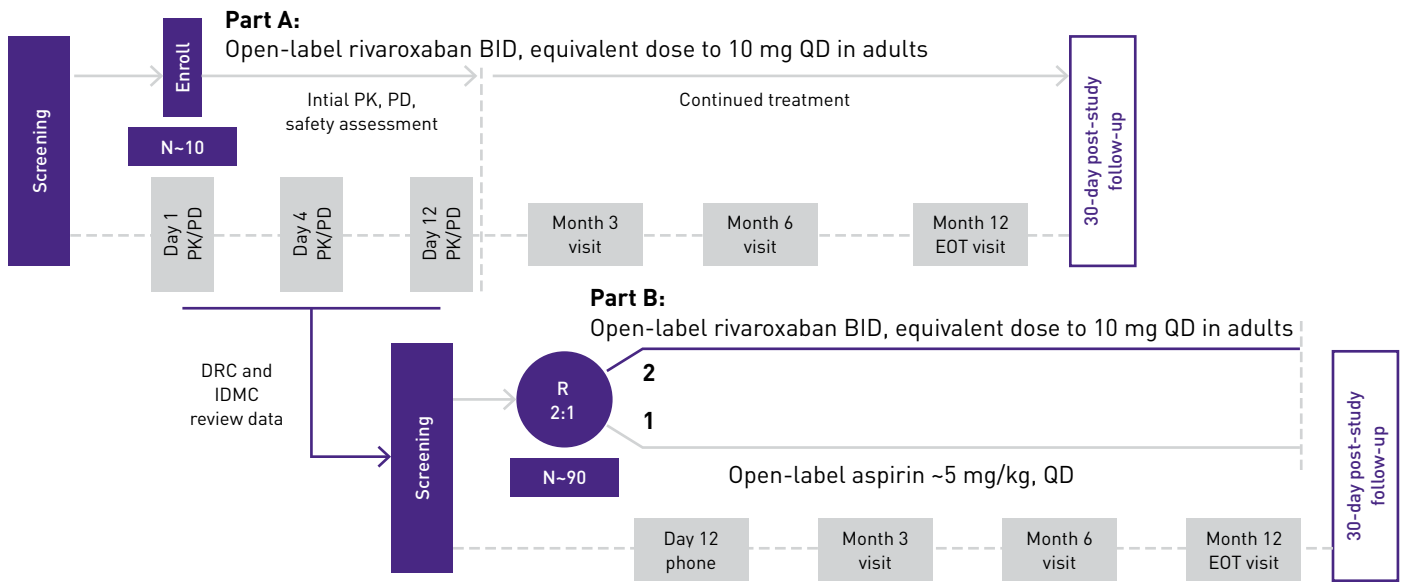 Part A:
Open-label rivaroxaban BID, equivalent dose to 10 mg QD in adults
Screening
Enroll
N~10
Intial PK, PD,
safety assessment
Continued treatment
Day 1
PK/PD
Day 4
PK/PD
Day 12
PK/PD
Month 3
visit
Month 6
visit
Month 12
EOT visit
30-day post-study
follow-up
DRC and
IDMC
review data
Part B:
Open-label rivaroxaban BID, equivalent dose to 10 mg QD in adults
Screening
R
2:1
N~90
2
1
Open-label aspirin ~5 mg/kg, QD
Day 12
phone
Month 3
visit
Month 6
visit
Month 12
EOT visit
30-day post-study
follow-up